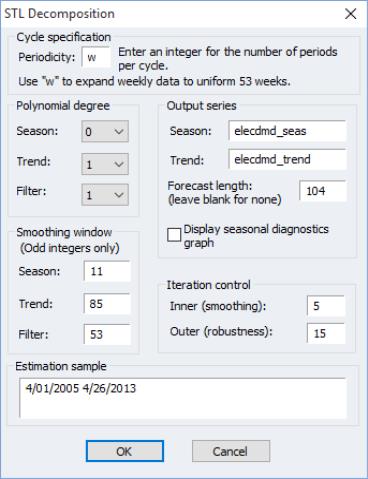 STL Decomposition
Cycle specification
Periodicity: w Enter an integer for the number of periods
per cycle.
Use "w" to expand weekly data to uniform 53 weeks.
Polynomial degree
Season: 0
Trend: 1
Filter: 1
Output series
Season: elecdmd_seas
Trend: elecdmd_trend
Forecast length:
(leave blank for none) 104
Display seasonal diagnostics
graph
Smoothing window
(Odd integers only)
Season: 11
Trend: 85
Filter: 53
Iteration control
Inner (smoothing): 5
Outer (robustness): 15
Estimation sample
4/01/2005 4/26/2013
OK Cancel